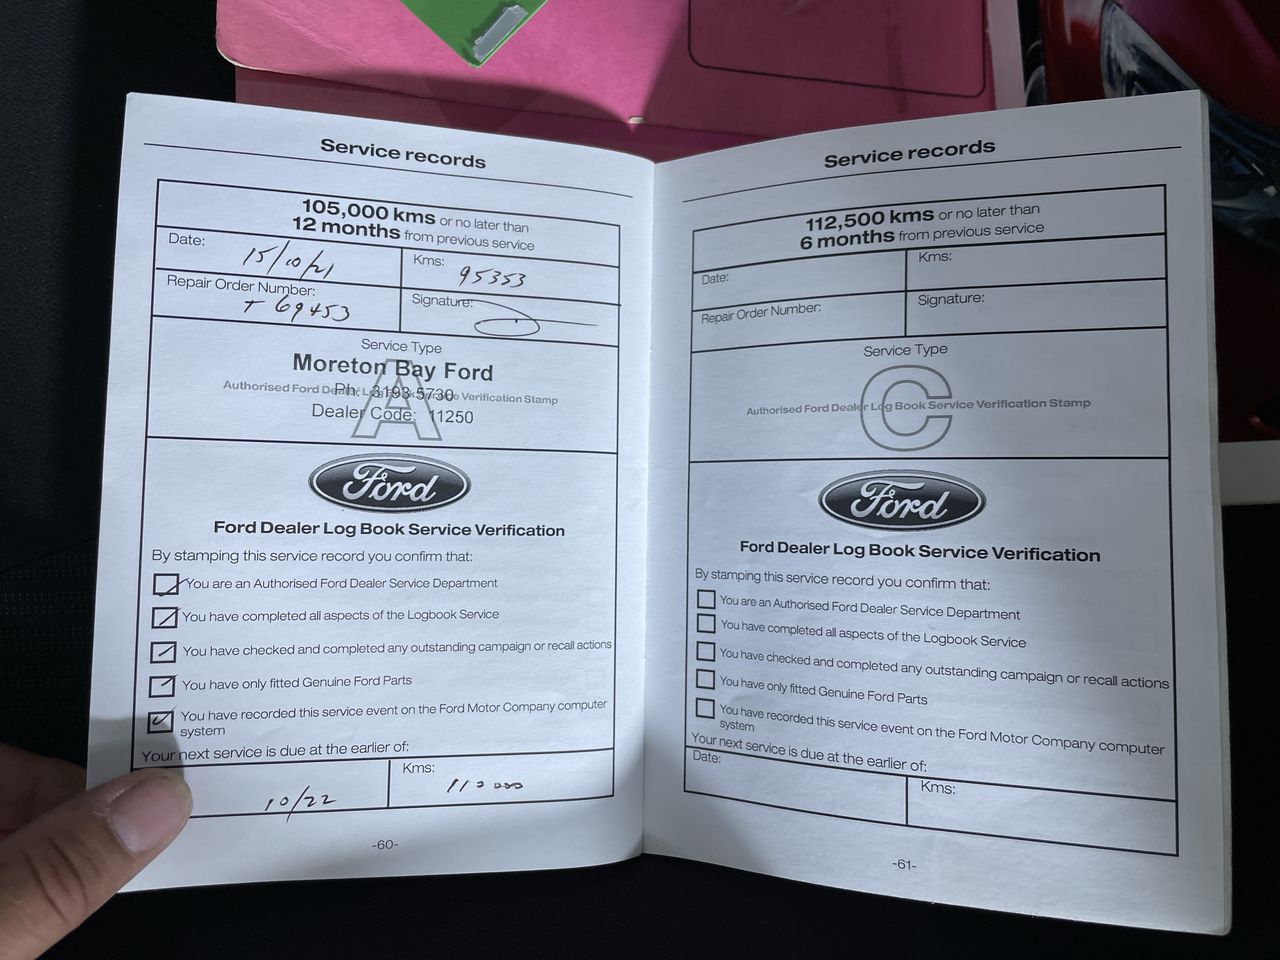 Service records
105,000 kms or no later than
12 months from previous service
Date: 15/10/21
Kms: 95353
Repair Order Number: + 69453
Signature:
Service Type
A
Moreton Bay Ford
Authorised Ford Dealer Log Book Service Verification Stamp
Ph: 3193 5730
Dealer Code: 11250
Ford
Ford Dealer Log Book Service Verification
By stamping this service record you confirm that:
You are an Authorised Ford Dealer Service Department
You have completed all aspects of the Logbook Service
You have checked and completed any outstanding campaign or recall actions
You have only fitted Genuine Ford Parts
You have recorded this service event on the Ford Motor Company computer
system
Your next service is due at the earlier of:
10/22
Kms: 110000
-60-
Service records
112,500 kms or no later than
6 months from previous service
Date:
Kms:
Repair Order Number:
Signature:
Service Type
C
Authorised Ford Dealer Log Book Service Verification Stamp
Ford
Ford Dealer Log Book Service Verification
By stamping this service record you confirm that:
You are an Authorised Ford Dealer Service Department
You have completed all aspects of the Logbook Service
You have checked and completed any outstanding campaign or recall actions
You have only fitted Genuine Ford Parts
You have recorded this service event on the Ford Motor Company computer
system
Your next service is due at the earlier of:
Date:
Kms:
-61-